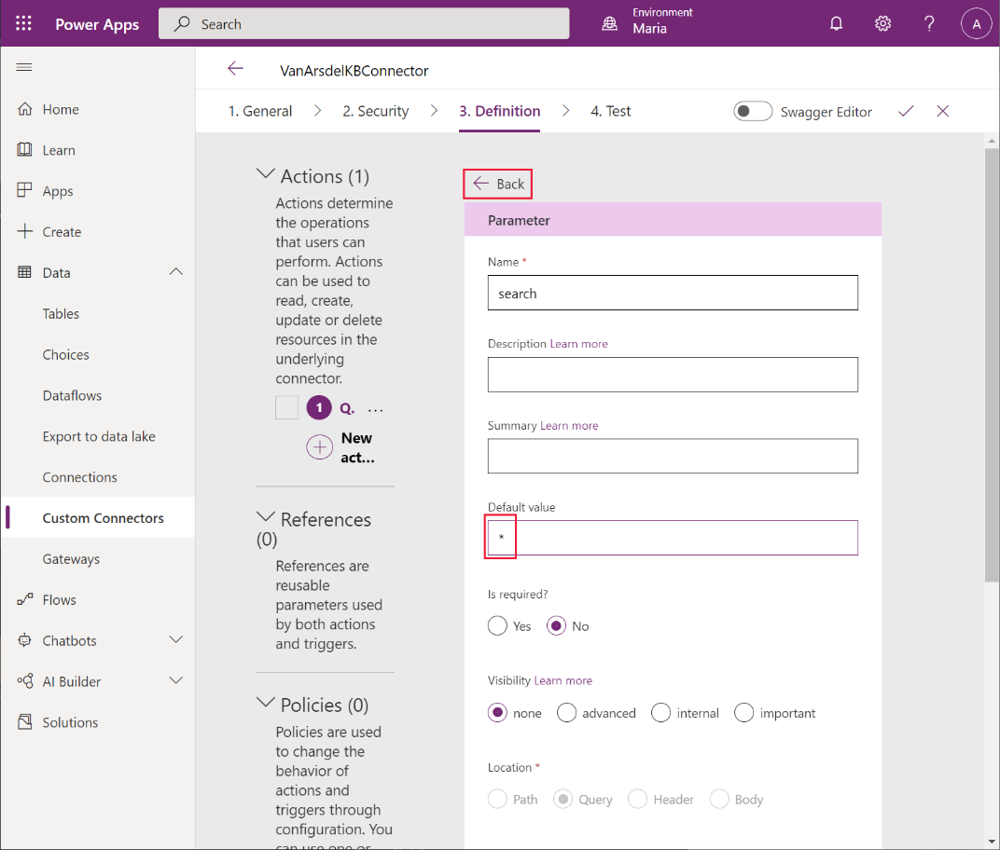 Power Apps
Search
Environment
Maria
?
A
VanArsdelKBConnector
1. General
2. Security
3. Definition
4. Test
Swagger Editor
Home
Learn
Apps
Create
Data
Tables
Choices
Dataflows
Export to data lake
Connections
Custom Connectors
Gateways
Flows
Chatbots
AI Builder
Solutions
Actions (1)
Actions determine
the operations
that users can
perform. Actions
can be used to
read, create,
update or delete
resources in the
underlying
connector.
1 Q. ...
New
act...
References
(0)
References are
reusable
parameters used
by both actions
and triggers.
Policies (0)
Policies are used
to change the
behavior of
actions and
triggers through
configuration. You
can use one or
Back
Parameter
Name *
search
Description Learn more
Summary Learn more
Default value
*
Is required?
Yes No
Visibility Learn more
none advanced internal important
Location *
Path Query Header Body